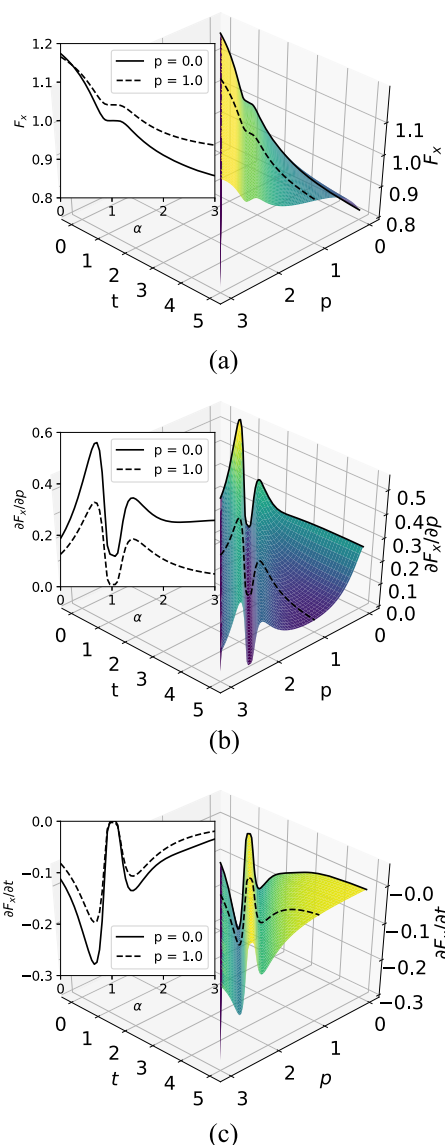 1.2
1.1
1.0
0.9
0.8
F_x
p = 0.0
p = 1.0
0 1 2 3
α
1.1
1.0
0.9
0.8
F_x
0 1 2 3 4 5
t
3 2 1 0
p
(a)
0.6
0.4
0.2
0.0
∂F_x/∂p
p = 0.0
p = 1.0
0 1 2 3
α
0.5
0.4
0.3
0.2
0.1
0.0
∂F_x/∂p
0 1 2 3 4 5
t
3 2 1 0
p
(b)
0.0
−0.1
−0.2
−0.3
∂F_x/∂t
p = 0.0
p = 1.0
0 1 2 3
α
−0.0
−0.1
−0.2
−0.3
0 1 2 3 4 5
t
3 2 1 0
p
(c)